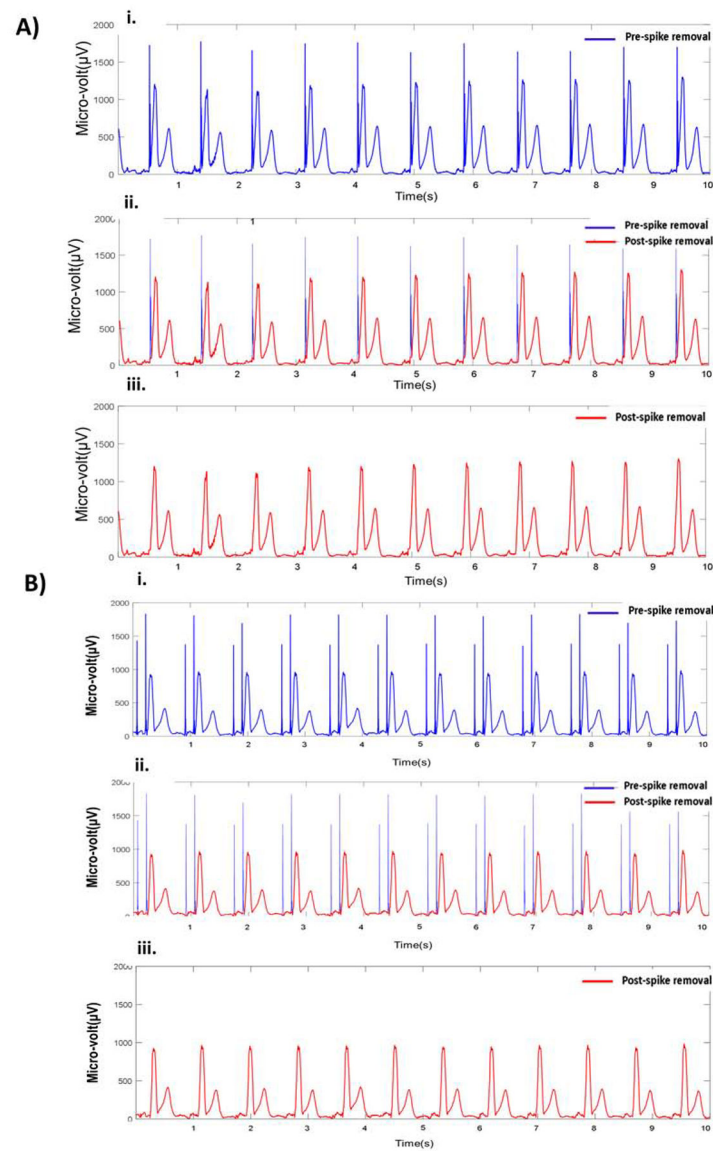 A)
i.
Pre-spike removal
Micro-volt(μV)
2000
1500
1000
500
0
1 2 3 4 5 6 7 8 9 10
Time(s)
ii.
1
Pre-spike removal
Post-spike removal
Micro-volt(μV)
2000
1500
1000
500
0
1 2 3 4 5 6 7 8 9 10
Time(s)
iii.
Post-spike removal
Micro-volt(μV)
2000
1500
1000
500
0
1 2 3 4 5 6 7 8 9 10
Time(s)
B)
i.
Pre-spike removal
Micro-volt(μV)
2000
1500
1000
500
0
1 2 3 4 5 6 7 8 9 10
Time(s)
ii.
Pre-spike removal
Post-spike removal
Micro-volt(μV)
1500
1000
500
0
1 2 3 4 5 6 7 8 9 10
Time(s)
iii.
Post-spike removal
Micro-volt(μV)
1500
1000
500
0
1 2 3 4 5 6 7 8 9 10
Time(s)